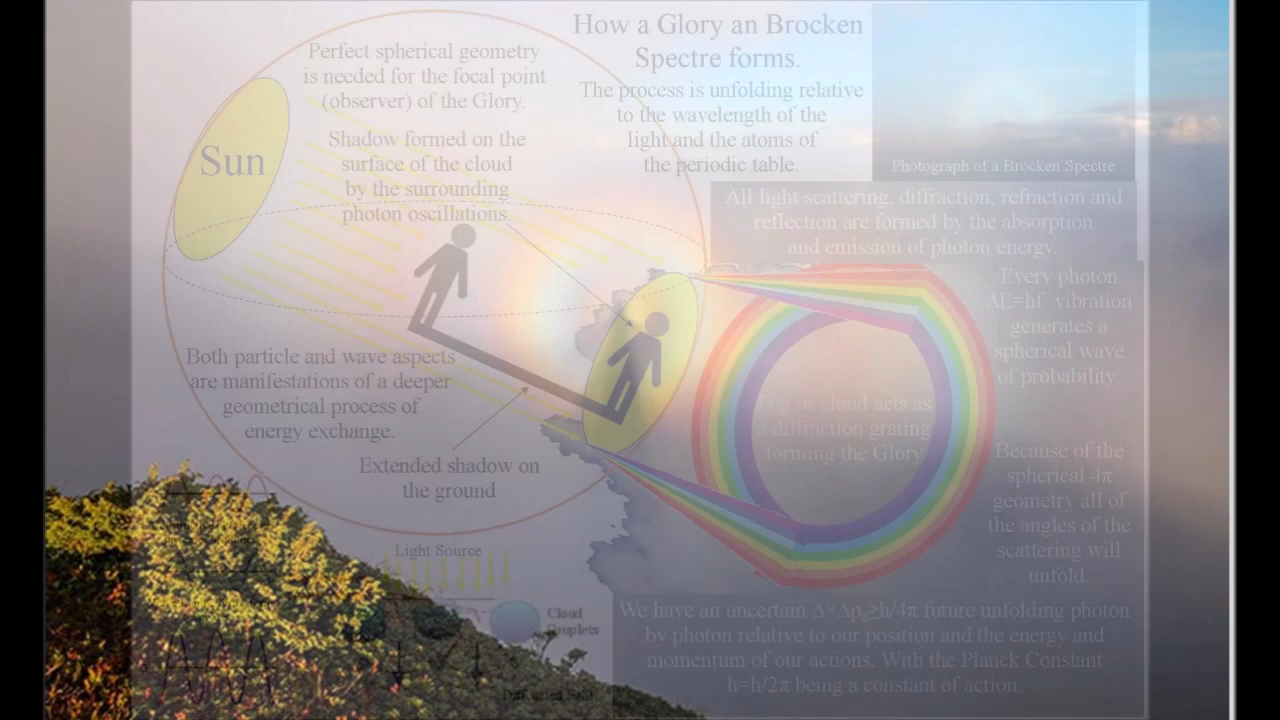 How a Glory an Brocken
Spectre forms.
The process is unfolding relative
to the wavelength of the
light and the atoms of
the periodic table.
Perfect spherical geometry
is needed for the focal point
(observer) of the Glory.
Sun
Shadow formed on the
surface of the cloud
by the surrounding
photon oscillations.
Photograph of a Brocken Spectre
All light scattering, diffraction, refraction and
reflection are formed by the absorption
and emission of photon energy.
Every photon
ΔE=hf vibration
generates a
spherical wave
of probability.
Both particle and wave aspects
are manifestations of a deeper
geometrical process of
energy exchange.
Extended shadow on
the ground
or cloud acts as
a diffraction grating
forming the Glory
Because of the
spherical 4π
geometry all of
the angles of the
scattering will
unfold.
Light Source
Cloud
Droplets
We have an uncertain Δ×Δpₓ≥h/4π future unfolding photon
by photon relative to our position and the energy and
momentum of our actions. With the Planck Constant
h=h/2π being a constant of action.